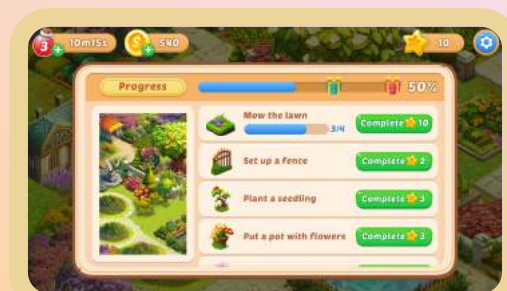 3 10m15s 540 10
Progress 50%
Mow the lawn
3/4 Complete 10
Set up a fence Complete 2
Plant a seedling Complete 3
Put a pot with flowers Complete 3